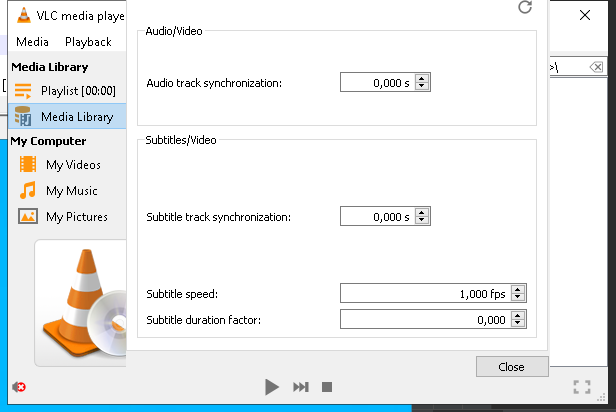 VLC media playe
Media Playback
Media Library
Playlist [00:00]
Media Library
My Computer
My Videos
My Music
My Pictures
Audio/Video
Audio track synchronization: 0,000 s
Subtitles/Video
Subtitle track synchronization: 0,000 s
Subtitle speed: 1,000 fps
Subtitle duration factor: 0,000
Close